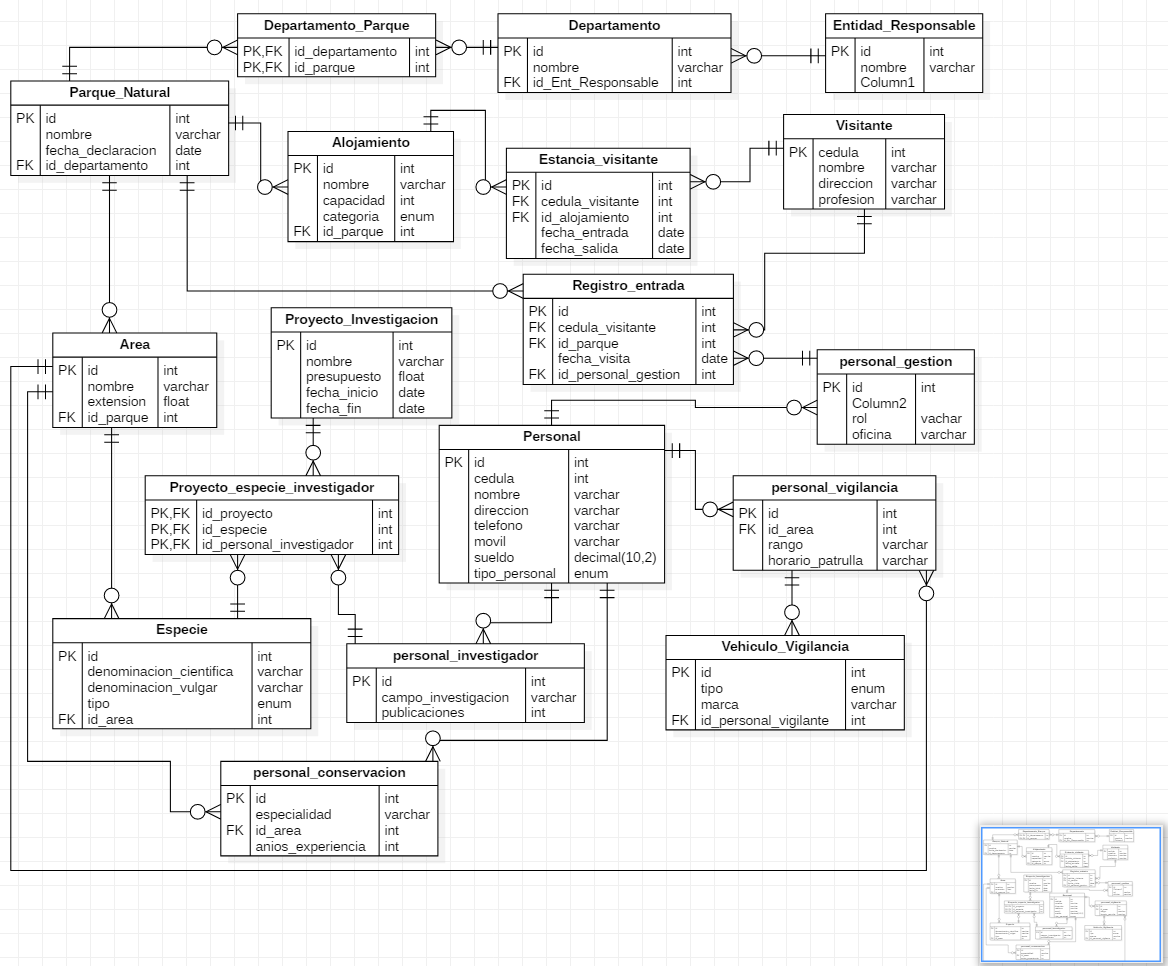 Departamento_Parque
PK,FK id_departamento int
PK,FK id_parque int
Departamento
PK id int
nombre varchar
FK id_Ent_Responsable int
Entidad_Responsable
PK id int
nombre varchar
Column1
Parque_Natural
PK id int
nombre varchar
fecha_declaracion date
FK id_departamento int
Alojamiento
PK id int
nombre varchar
capacidad int
categoria enum
FK id_parque int
Estancia_visitante
PK id int
FK cedula_visitante int
FK id_alojamiento int
fecha_entrada date
fecha_salida date
Visitante
PK cedula int
nombre varchar
direccion varchar
profesion varchar
Registro_entrada
PK id int
FK cedula_visitante int
FK id_parque int
fecha_visita date
FK id_personal_gestion int
Proyecto_Investigacion
PK id int
nombre varchar
presupuesto float
fecha_inicio date
fecha_fin date
Area
PK id int
nombre varchar
extension float
FK id_parque int
personal_gestion
PK id int
Column2
rol vachar
oficina varchar
Personal
PK id int
cedula int
nombre varchar
direccion varchar
telefono varchar
movil varchar
sueldo decimal(10,2)
tipo_personal enum
Proyecto_especie_investigador
PK,FK id_proyecto int
PK,FK id_especie int
PK,FK id_personal_investigador int
personal_vigilancia
PK id int
FK id_area int
rango varchar
horario_patrulla varchar
Especie
PK id int
denominacion_cientifica varchar
denominacion_vulgar varchar
tipo enum
FK id_area int
personal_investigador
PK id int
campo_investigacion varchar
publicaciones int
Vehiculo_Vigilancia
PK id int
tipo enum
marca varchar
FK id_personal_vigilante int
personal_conservacion
PK id int
especialidad varchar
FK id_area int
anios_experiencia int